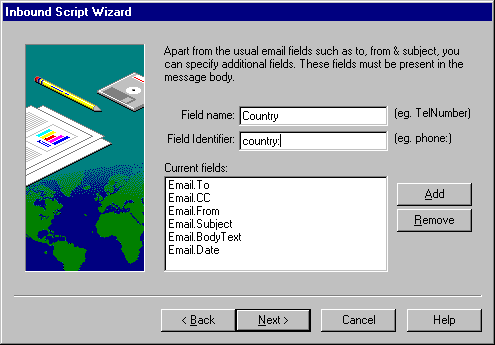 Inbound Script Wizard
Apart from the usual email fields such as to, from & subject, you
can specify additional fields. These fields must be present in the
message body.
Field name: Country (eg. TelNumber)
Field Identifier: country: (eg. phone:)
Current fields:
Email.To
Email.CC
Email.From
Email.Subject
Email.BodyText
Email.Date
Add
Remove
< Back Next > Cancel Help